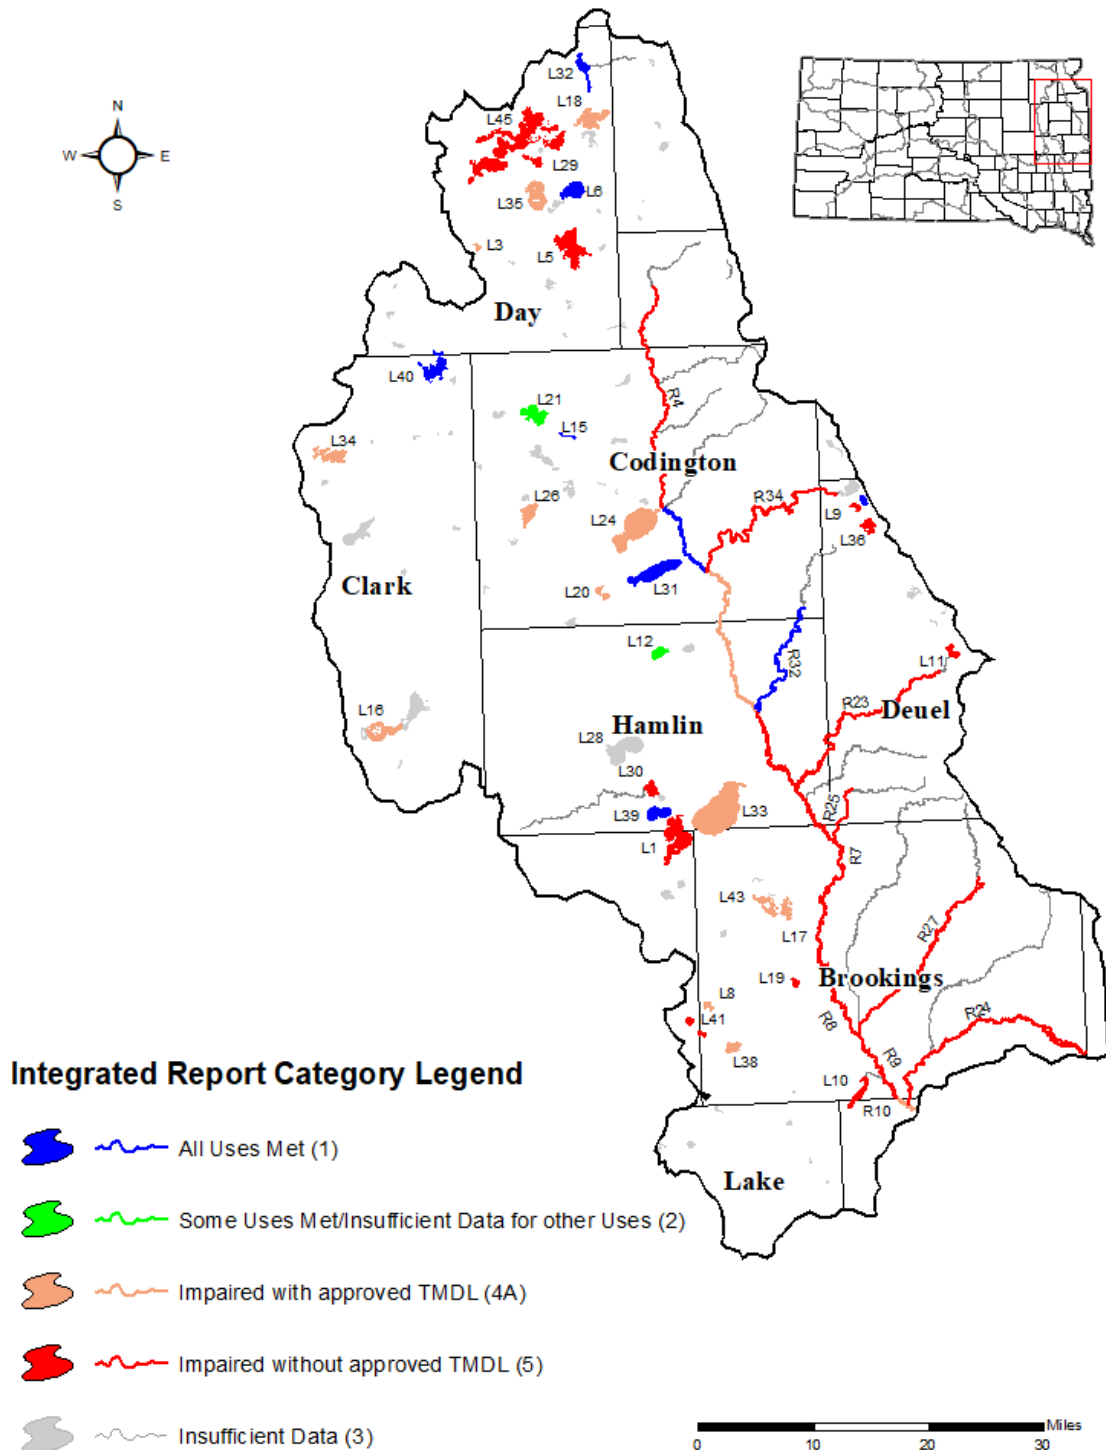 N
W E
S
L32
L18
L45
L29
L6
L35
L3
L5
Day
L40
L21
L15
R4
L34
Codington
L26
R34
L24
L9
L36
Clark
L31
L20
L12
R32
L11
L16
R23
Deuel
Hamlin
L28
L30
R25
L39
L33
L1
R7
L43
L17
R27
Brookings
L19
L8
L41
R8
R24
L38
R9
L10
R10
Lake
Integrated Report Category Legend
All Uses Met (1)
Some Uses Met/Insufficient Data for other Uses (2)
Impaired with approved TMDL (4A)
Impaired without approved TMDL (5)
Insufficient Data (3)
Miles
0 10 20 30